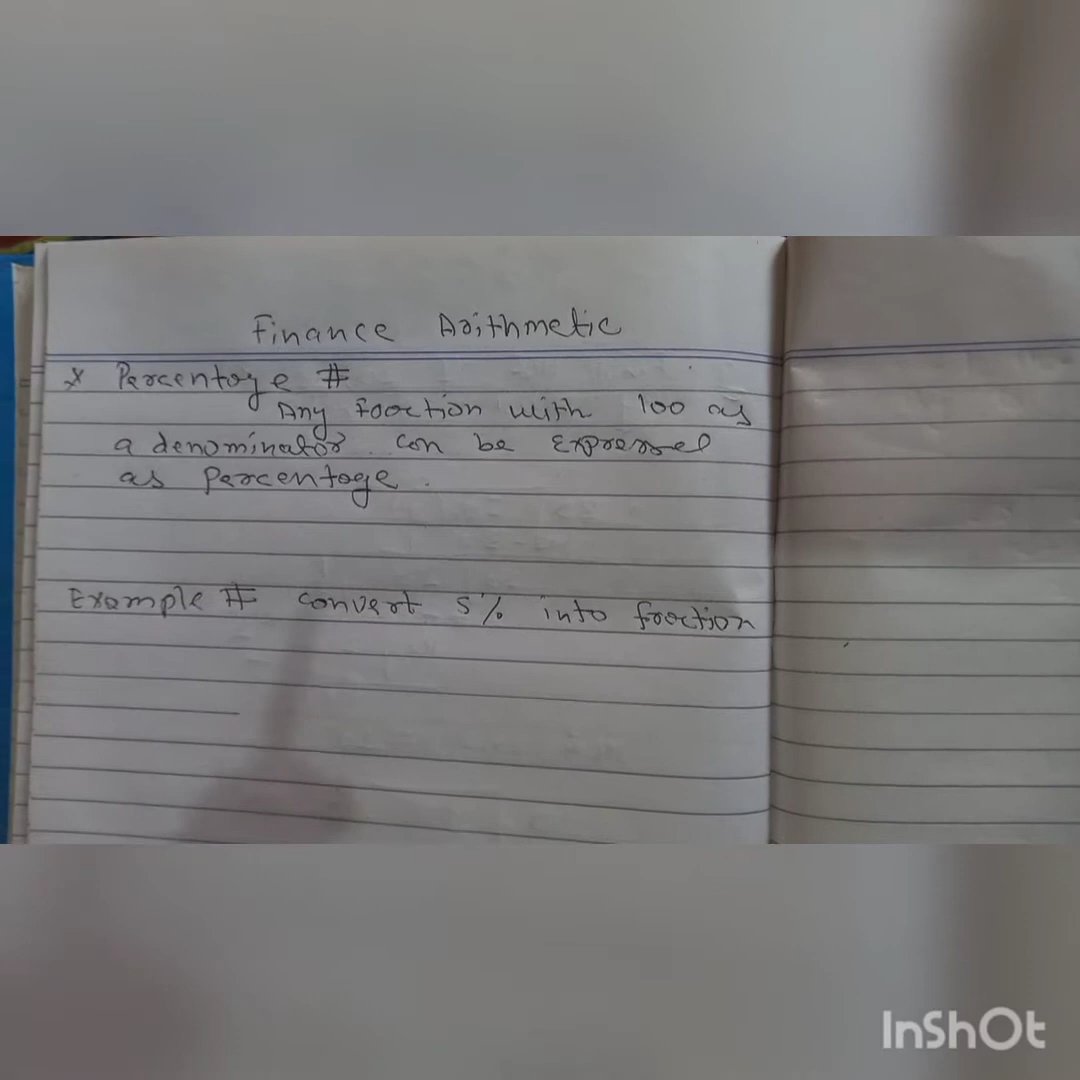 Finance Arithmetic
* Percentage #
Any fraction with 100 as
a denominator can be Expressed
as Percentage.
Example # convert 5% into fraction
InShOt